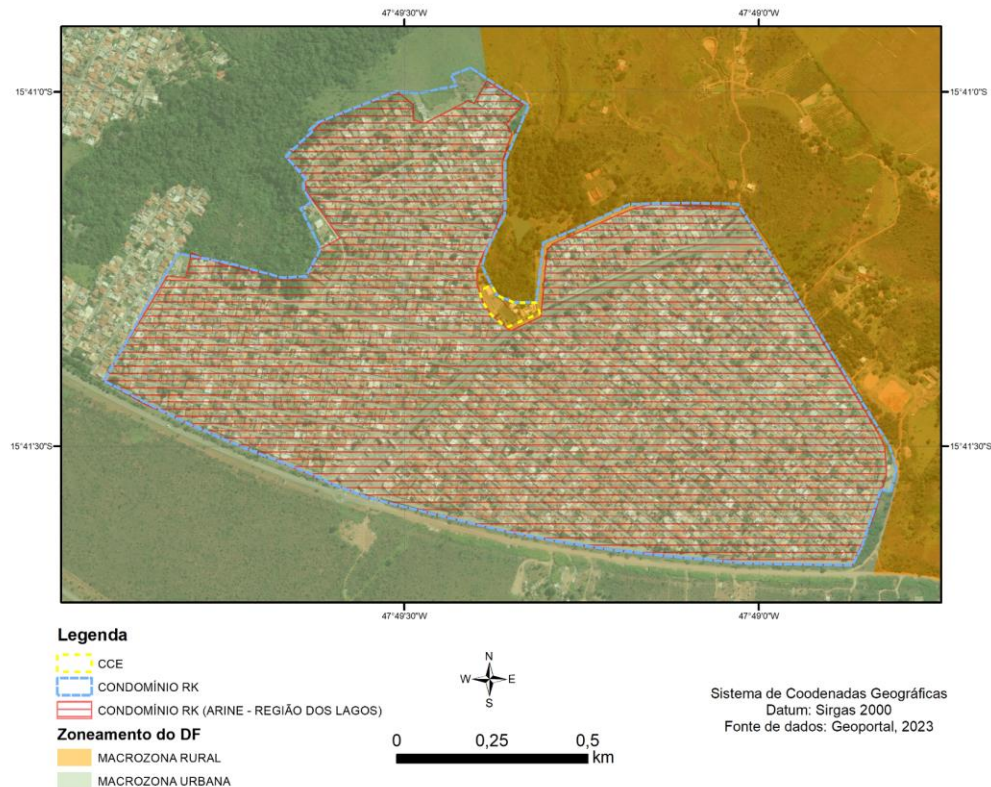 47°49'30"W
47°49'0"W
15°41'0"S
15°41'0"S
15°41'30"S
15°41'30"S
47°49'30"W
47°49'0"W
Legenda
CCE
CONDOMÍNIO RK
CONDOMÍNIO RK (ARINE - REGIÃO DOS LAGOS)
Zoneamento do DF
MACROZONA RURAL
MACROZONA URBANA
N
W
E
S
0
0,25
0,5
km
Sistema de Coodenadas Geográficas
Datum: Sirgas 2000
Fonte de dados: Geoportal, 2023